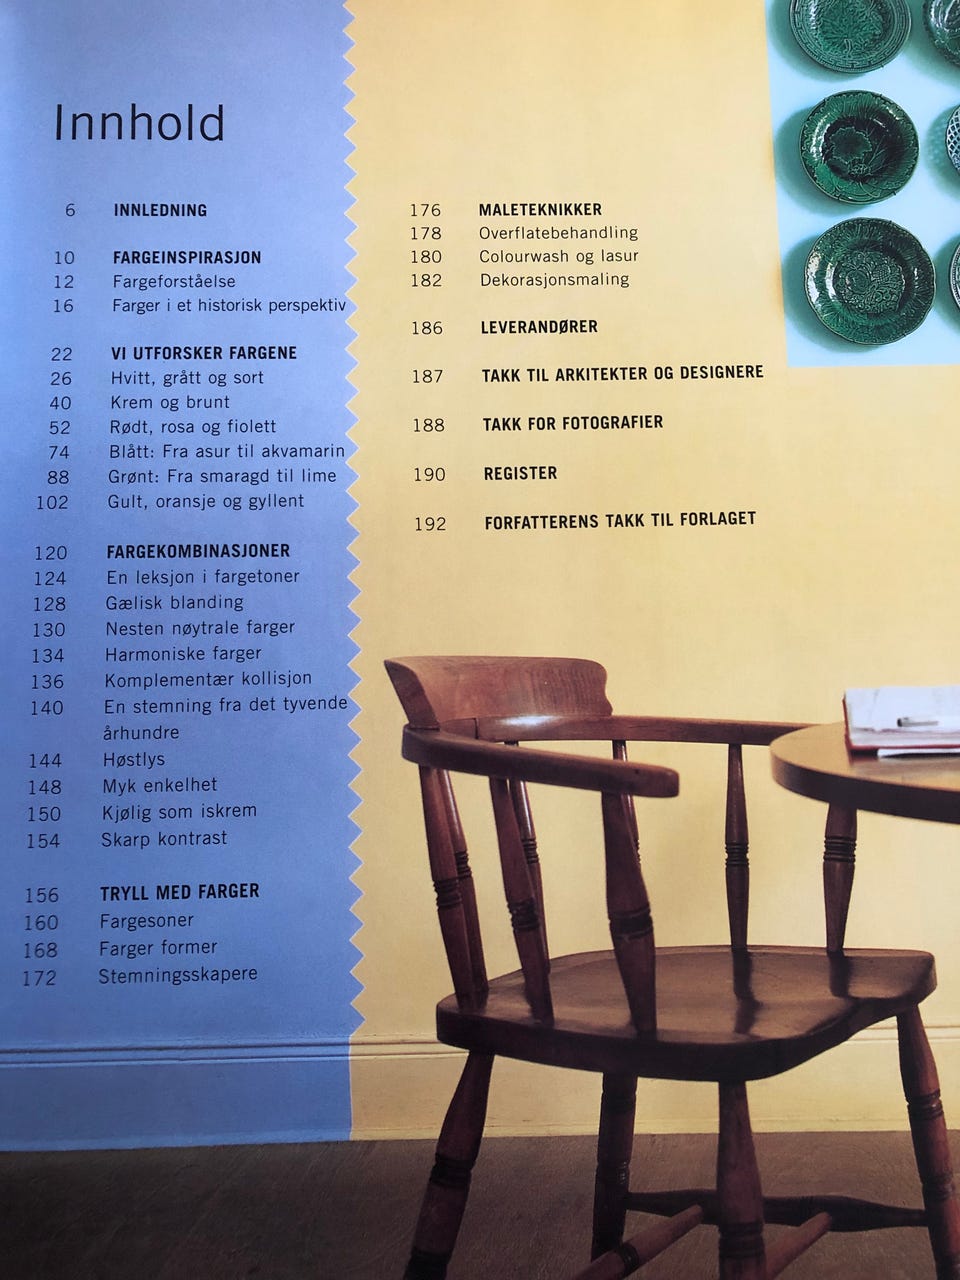 Innhold
6 INNLEDNING
10 FARGEINSPIRASJON
12 Fargeforståelse
16 Farger i et historisk perspektiv
22 VI UTFORSKER FARGENE
26 Hvitt, grått og sort
40 Krem og brunt
52 Rødt, rosa og fiolett
74 Blått: Fra asur til akvamarin
88 Grønt: Fra smaragd til lime
102 Gult, oransje og gyllent
120 FARGEKOMBINASJONER
124 En leksjon i fargetoner
128 Gælisk blanding
130 Nesten nøytrale farger
134 Harmoniske farger
136 Komplementær kollisjon
140 En stemning fra det tyvende
århundre
144 Høstlys
148 Myk enkelhet
150 Kjølig som iskrem
154 Skarp kontrast
156 TRYLL MED FARGER
160 Fargesoner
168 Farger former
172 Stemningsskapere
176 MALETEKNIKKER
178 Overflatebehandling
180 Colourwash og lasur
182 Dekorasjonsmaling
186 LEVERANDØRER
187 TAKK TIL ARKITEKTER OG DESIGNERE
188 TAKK FOR FOTOGRAFIER
190 REGISTER
192 FORFATTERENS TAKK TIL FORLAGET